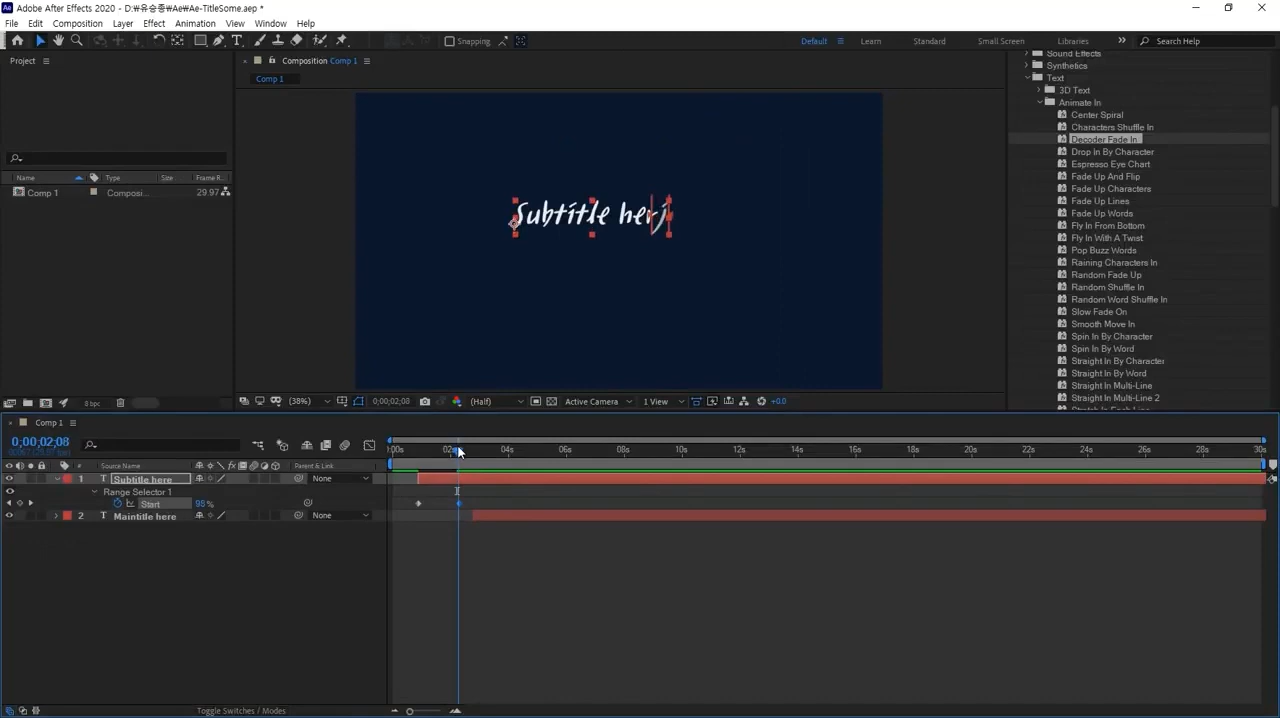 Adobe After Effects 2020 - D:\유승종\Ae\Ae-TitleSome.aep *
File Edit Composition Layer Effect Animation View Window Help
Snapping
Default Learn Standard Small Screen Libraries Search Help
Project
Composition Comp 1
Comp 1
Name Type Size Frame R..
Comp 1 Composi... 29.97
Subtitle herj
8 bpc
(38%) 0;00;02;08 (Half) Active Camera 1 View +0.0
Sound Effects
Synthetics
Text
3D Text
Animate In
Center Spiral
Characters Shuffle In
Decoder Fade In
Drop In By Character
Espresso Eye Chart
Fade Up And Flip
Fade Up Characters
Fade Up Lines
Fade Up Words
Fly In From Bottom
Fly In With A Twist
Pop Buzz Words
Raining Characters In
Random Fade Up
Random Shuffle In
Random Word Shuffle In
Slow Fade On
Smooth Move In
Spin In By Character
Spin In By Word
Straight In By Character
Straight In By Word
Straight In Multi-Line
Straight In Multi-Line 2
Comp 1
0;00;02;08
# Source Name Parent & Link
04s 06s 08s 10s 12s 14s 16s 18s 20s 22s 24s 26s 28s 30s
1 T Subtitle here None
Range Selector 1
Start 95 %
2 T Maintitle here None
Toggle Switches / Modes